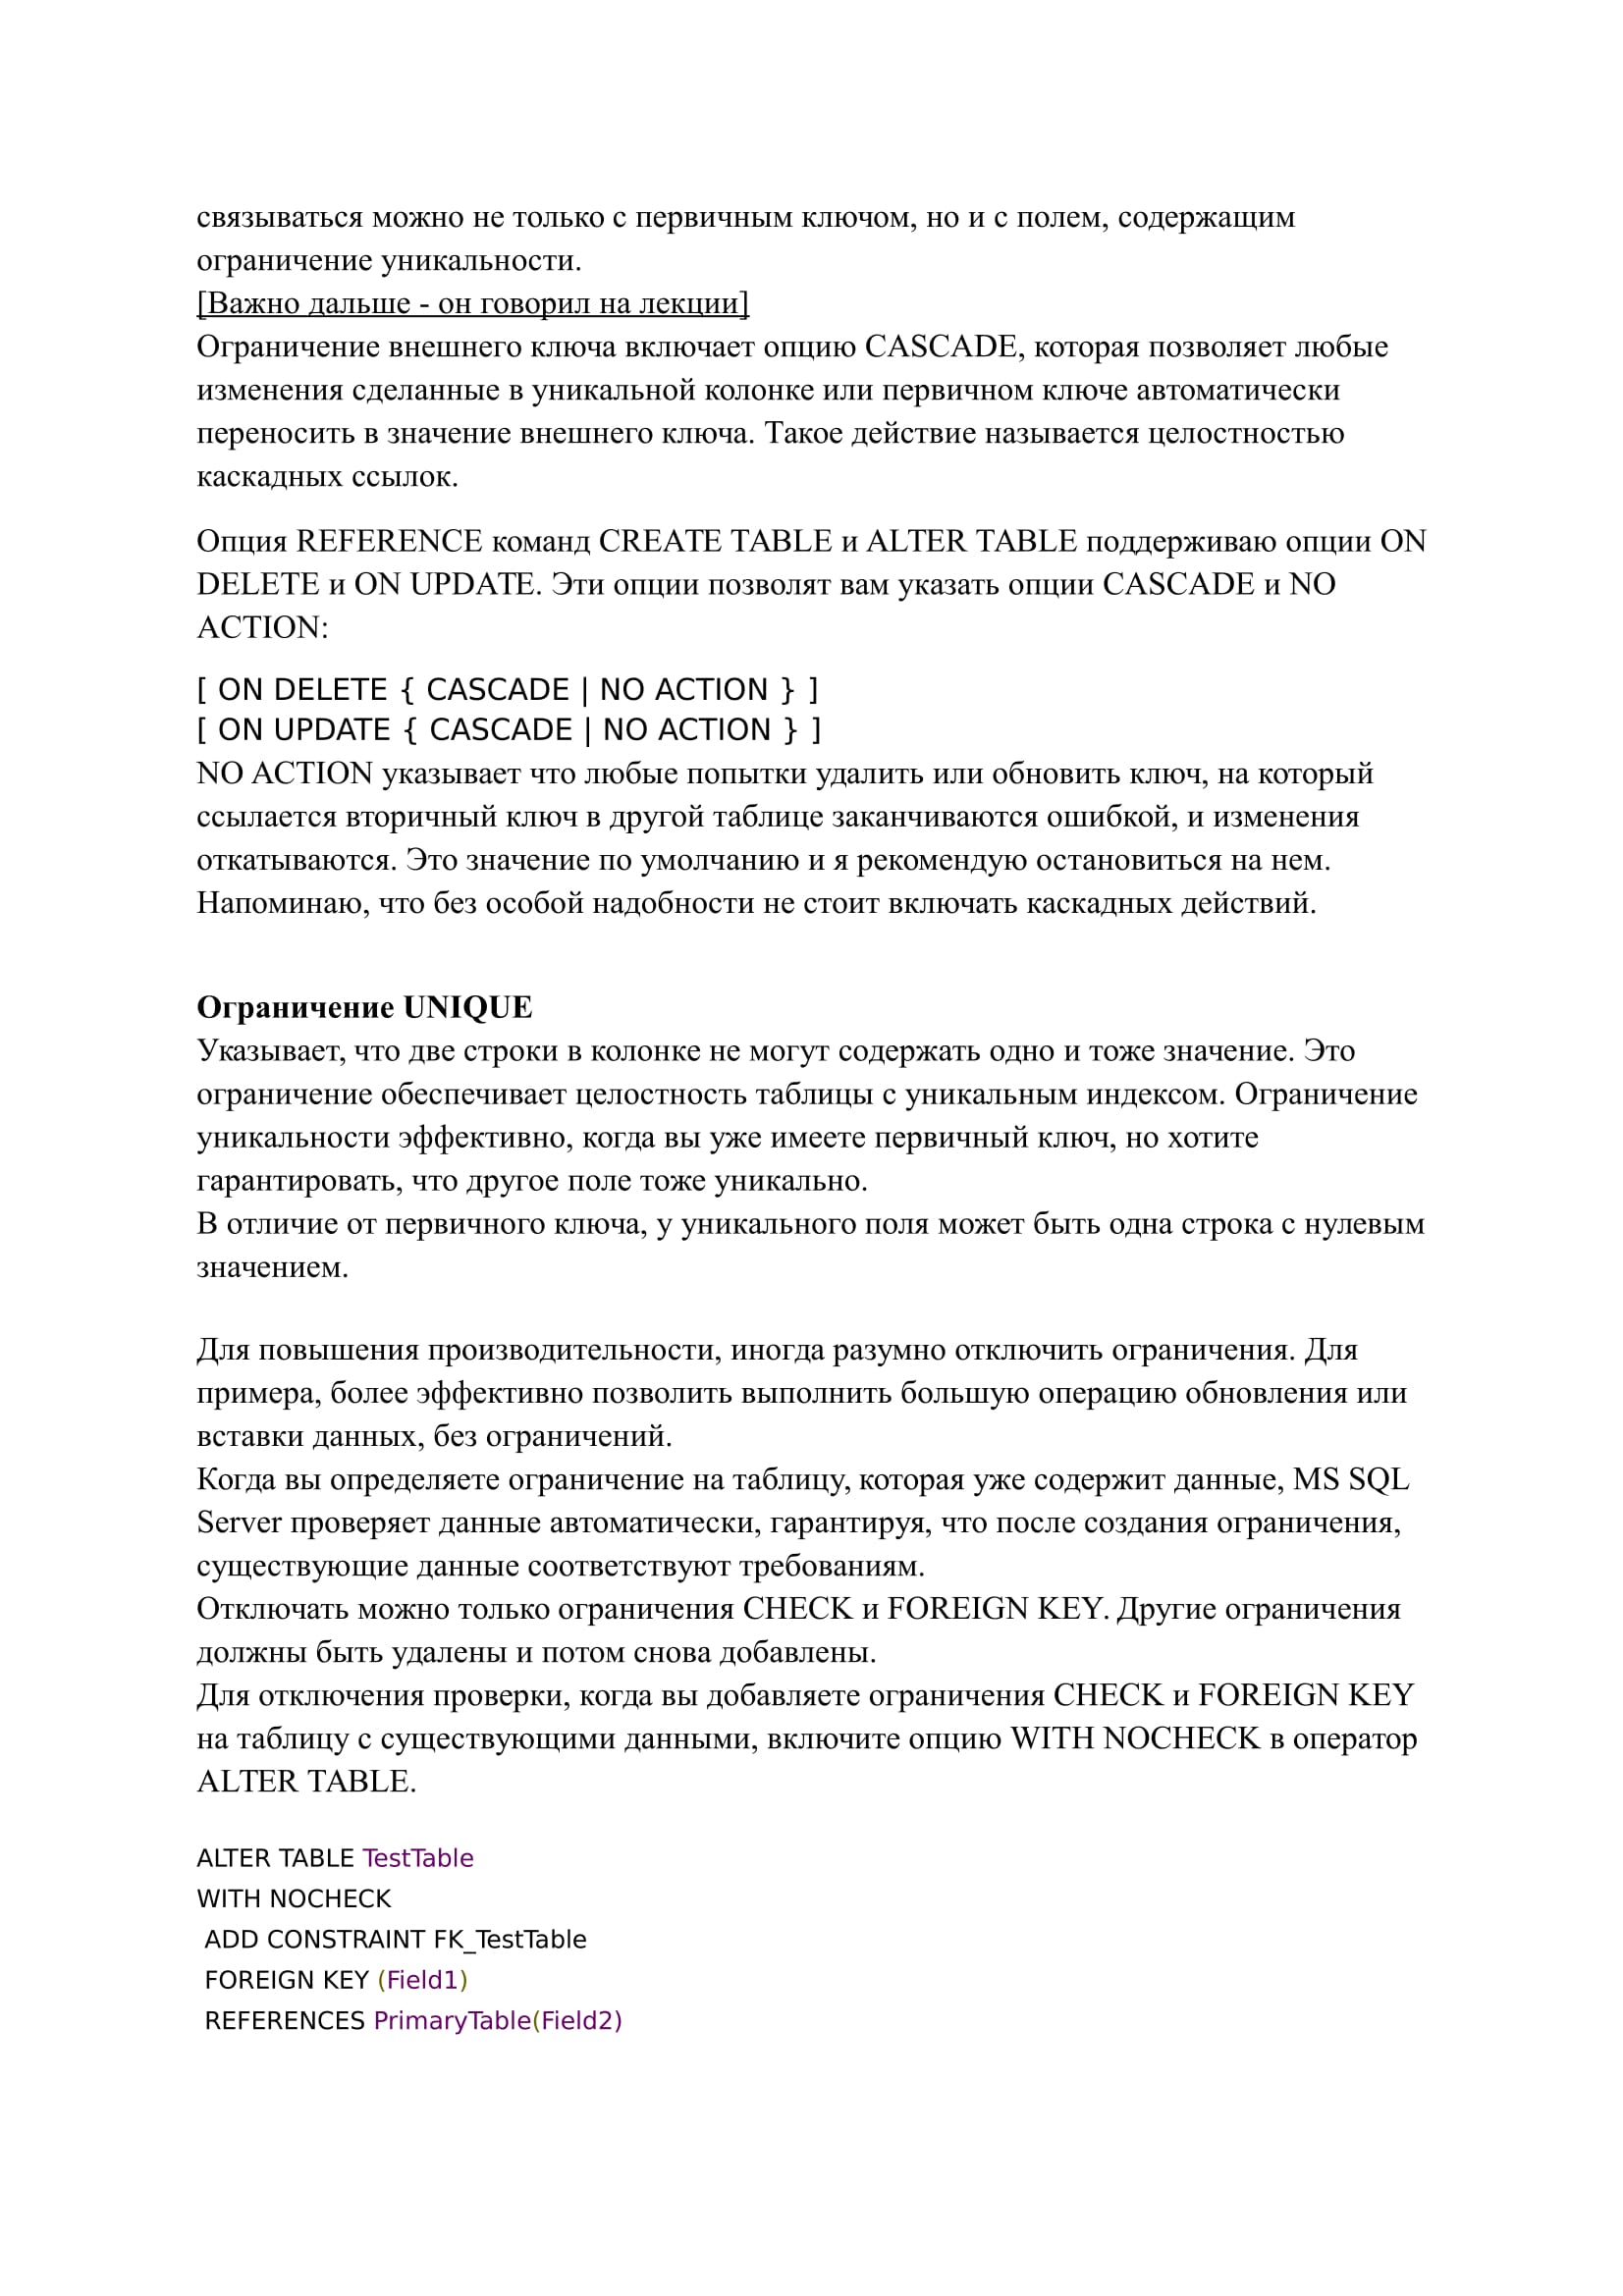 связываться можно не только с первичным ключом, но и с полем, содержащим
ограничение уникальности.
[Важно дальше - он говорил на лекции]
Ограничение внешнего ключа включает опцию CASCADE, которая позволяет любые
изменения сделанные в уникальной колонке или первичном ключе автоматически
переносить в значение внешнего ключа. Такое действие называется целостностью
каскадных ссылок.
Опция REFERENCE команд CREATE TABLE и ALTER TABLE поддерживаю опции ON
DELETE и ON UPDATE. Эти опции позволят вам указать опции CASCADE и NO
ACTION:
[ ON DELETE { CASCADE | NO ACTION } ]
[ ON UPDATE { CASCADE | NO ACTION } ]
NO ACTION указывает что любые попытки удалить или обновить ключ, на который
ссылается вторичный ключ в другой таблице заканчиваются ошибкой, и изменения
откатываются. Это значение по умолчанию и я рекомендую остановиться на нем.
Напоминаю, что без особой надобности не стоит включать каскадных действий.
Ограничение UNIQUE
Указывает, что две строки в колонке не могут содержать одно и тоже значение. Это
ограничение обеспечивает целостность таблицы с уникальным индексом. Ограничение
уникальности эффективно, когда вы уже имеете первичный ключ, но хотите
гарантировать, что другое поле тоже уникально.
В отличие от первичного ключа, у уникального поля может быть одна строка с нулевым
значением.
Для повышения производительности, иногда разумно отключить ограничения. Для
примера, более эффективно позволить выполнить большую операцию обновления или
вставки данных, без ограничений.
Когда вы определяете ограничение на таблицу, которая уже содержит данные, MS SQL
Server проверяет данные автоматически, гарантируя, что после создания ограничения,
существующие данные соответствуют требованиям.
Отключать можно только ограничения CHECK и FOREIGN KEY. Другие ограничения
должны быть удалены и потом снова добавлены.
Для отключения проверки, когда вы добавляете ограничения CHECK и FOREIGN KEY
на таблицу с существующими данными, включите опцию WITH NOCHECK в оператор
ALTER TABLE.
ALTER TABLE TestTable
WITH NOCHECK
ADD CONSTRAINT FK_TestTable
FOREIGN KEY (Field1)
REFERENCES PrimaryTable(Field2)